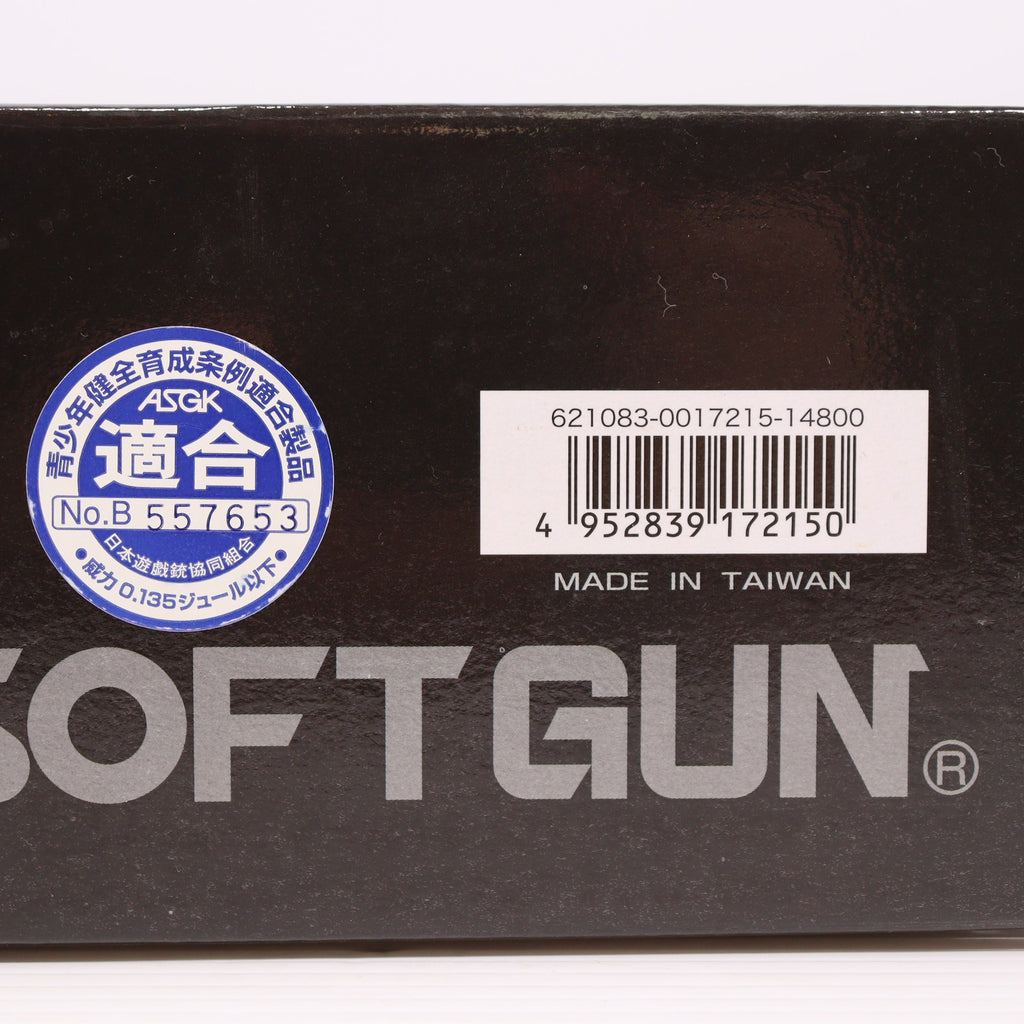 青少年健全育成条例適合製品
ASGK
適合
No.B 557653
日本遊戯銃協同組合
• 威力 0.135ジュール以下 •
621083-0017215-14800
4 952839 172150
MADE IN TAIWAN
SOFTGUN®